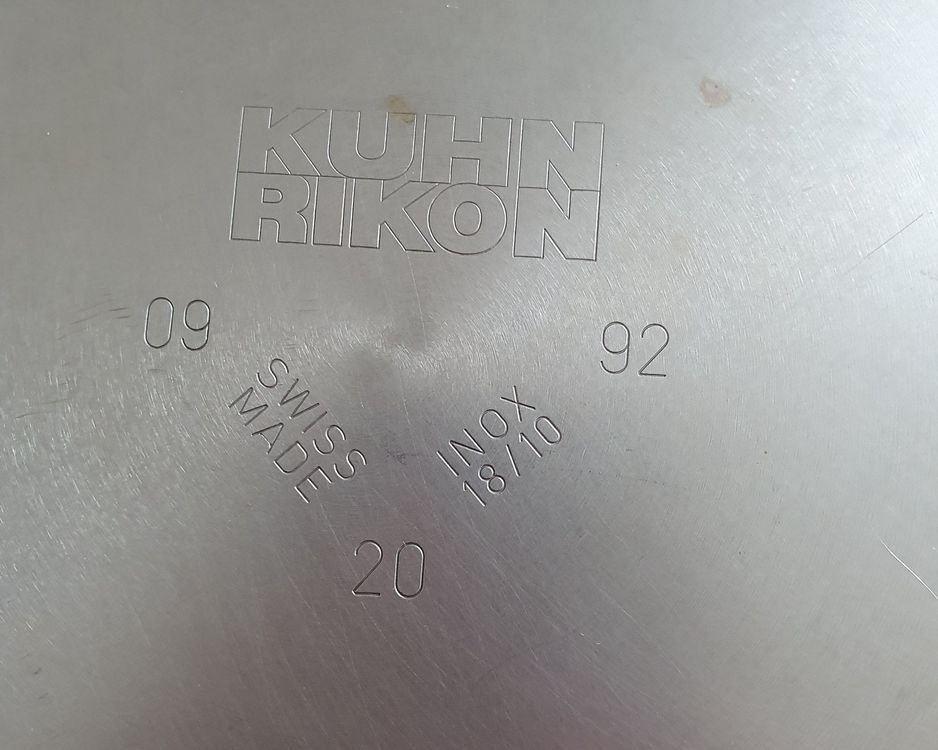 KUHN
RIKON
09
92
SWISS
MADE
INOX
18/10
20